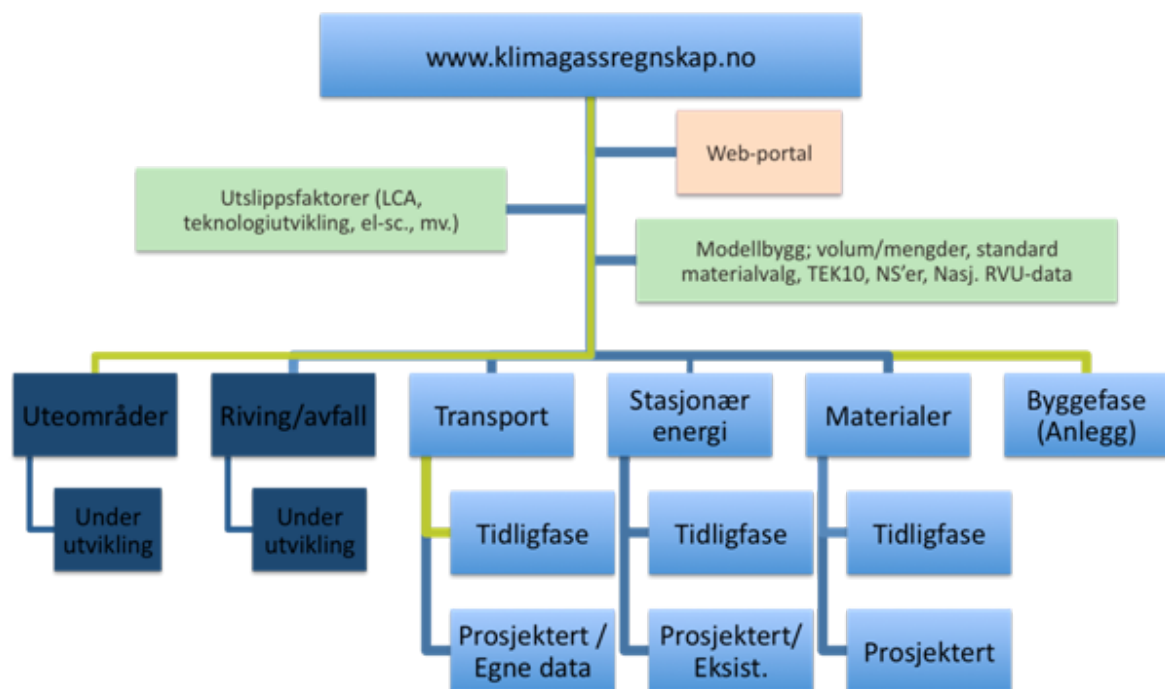 www.klimagassregnskap.no
Web-portal
Utslippsfaktorer (LCA,
teknologiutvikling, el-sc., mv.)
Modellbygg; volum/mengder, standard
materialvalg, TEK10, NS'er, Nasj. RVU-data
Uteområder
Riving/avfall
Transport
Stasjonær
energi
Materialer
Byggefase
(Anlegg)
Under
utvikling
Under
utvikling
Tidligfase
Tidligfase
Tidligfase
Prosjektert /
Egne data
Prosjektert/
Eksist.
Prosjektert